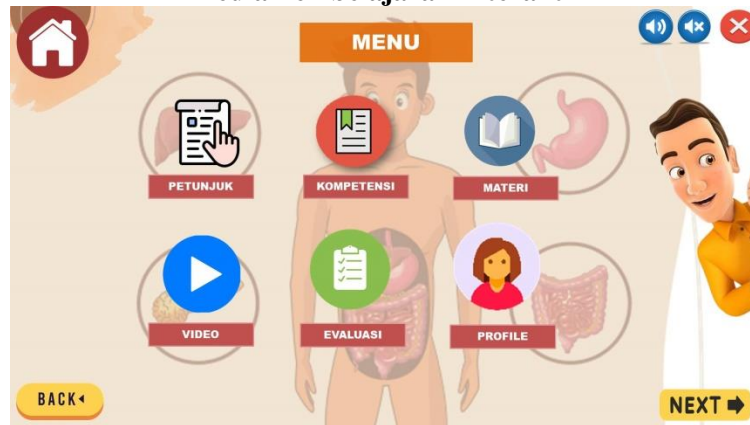 MENU
PETUNJUK
KOMPETENSI
MATERI
VIDEO
EVALUASI
PROFILE
BACK
NEXT